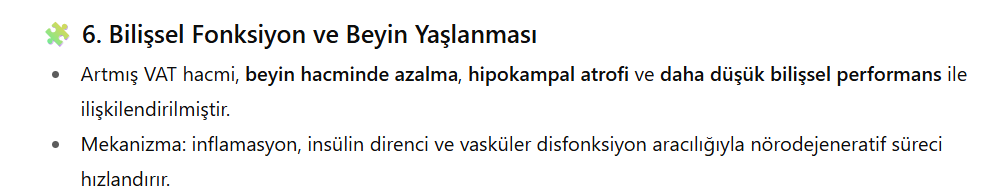 6. Bilişsel Fonksiyon ve Beyin Yaşlanması
• Artmış VAT hacmi, beyin hacminde azalma, hipokampal atrofi ve daha düşük bilişsel performans ile
ilişkilendirilmiştir.
• Mekanizma: inflamasyon, insülin direnci ve vasküler disfonksiyon aracılığıyla nörodejeneratif süreci
hızlandırır.